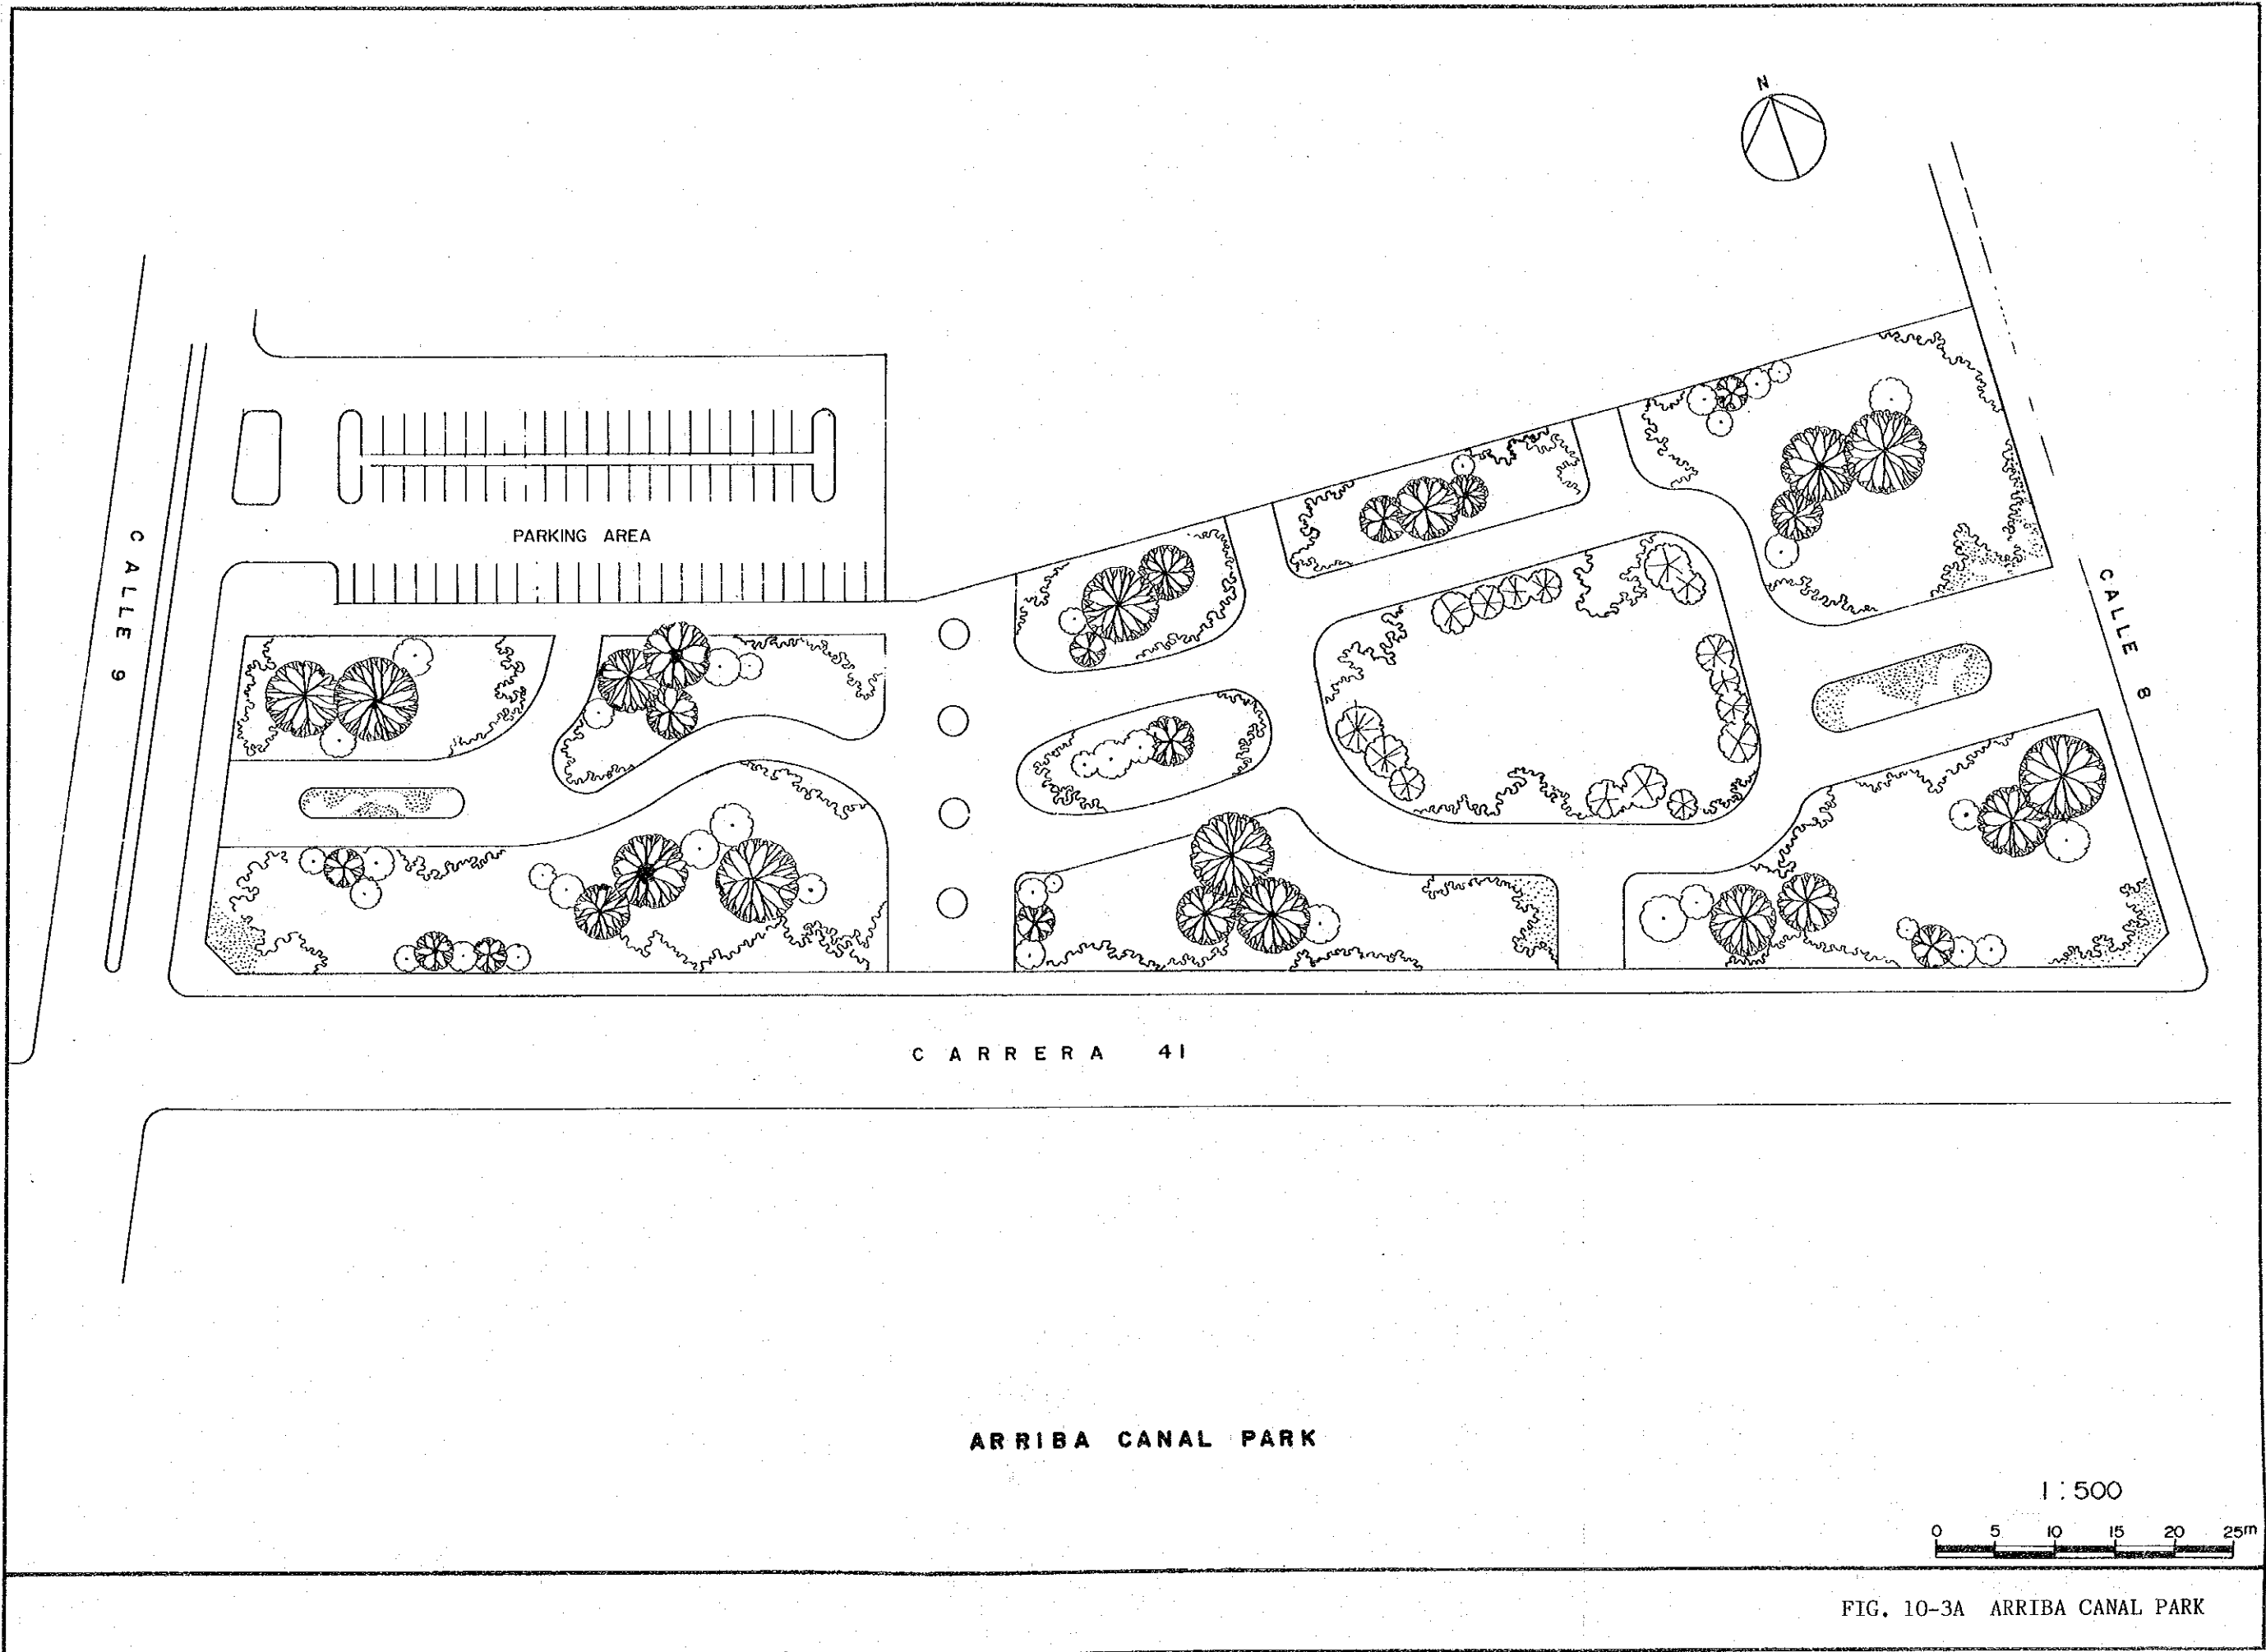 N
PARKING AREA
CALLE 9
CALLE 8
CARRERA 41
ARRIBA CANAL PARK
1:500
0 5 10 15 20 25m
FIG. 10-3A ARRIBA CANAL PARK